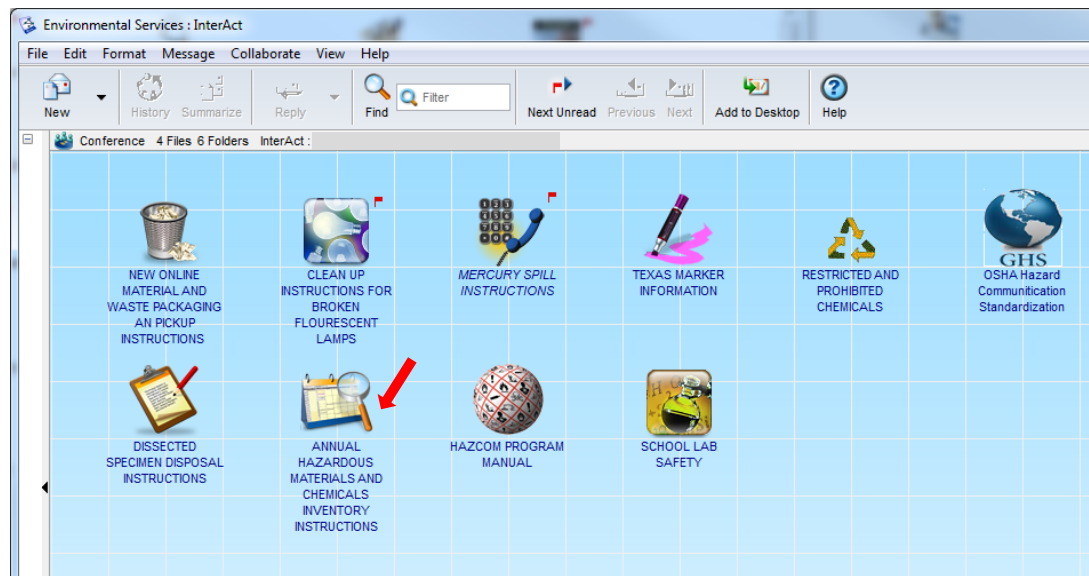 Environmental Services : InterAct
File Edit Format Message Collaborate View Help
New History Summarize Reply Find Filter Next Unread Previous Next Add to Desktop Help
Conference 4 Files 6 Folders InterAct :
NEW ONLINE
MATERIAL AND
WASTE PACKAGING
AN PICKUP
INSTRUCTIONS
CLEAN UP
INSTRUCTIONS FOR
BROKEN
FLOURESCENT
LAMPS
MERCURY SPILL
INSTRUCTIONS
TEXAS MARKER
INFORMATION
RESTRICTED AND
PROHIBITED
CHEMICALS
GHS
OSHA Hazard
Communitication
Standardization
DISSECTED
SPECIMEN DISPOSAL
INSTRUCTIONS
ANNUAL
HAZARDOUS
MATERIALS AND
CHEMICALS
INVENTORY
INSTRUCTIONS
HAZCOM PROGRAM
MANUAL
SCHOOL LAB
SAFETY